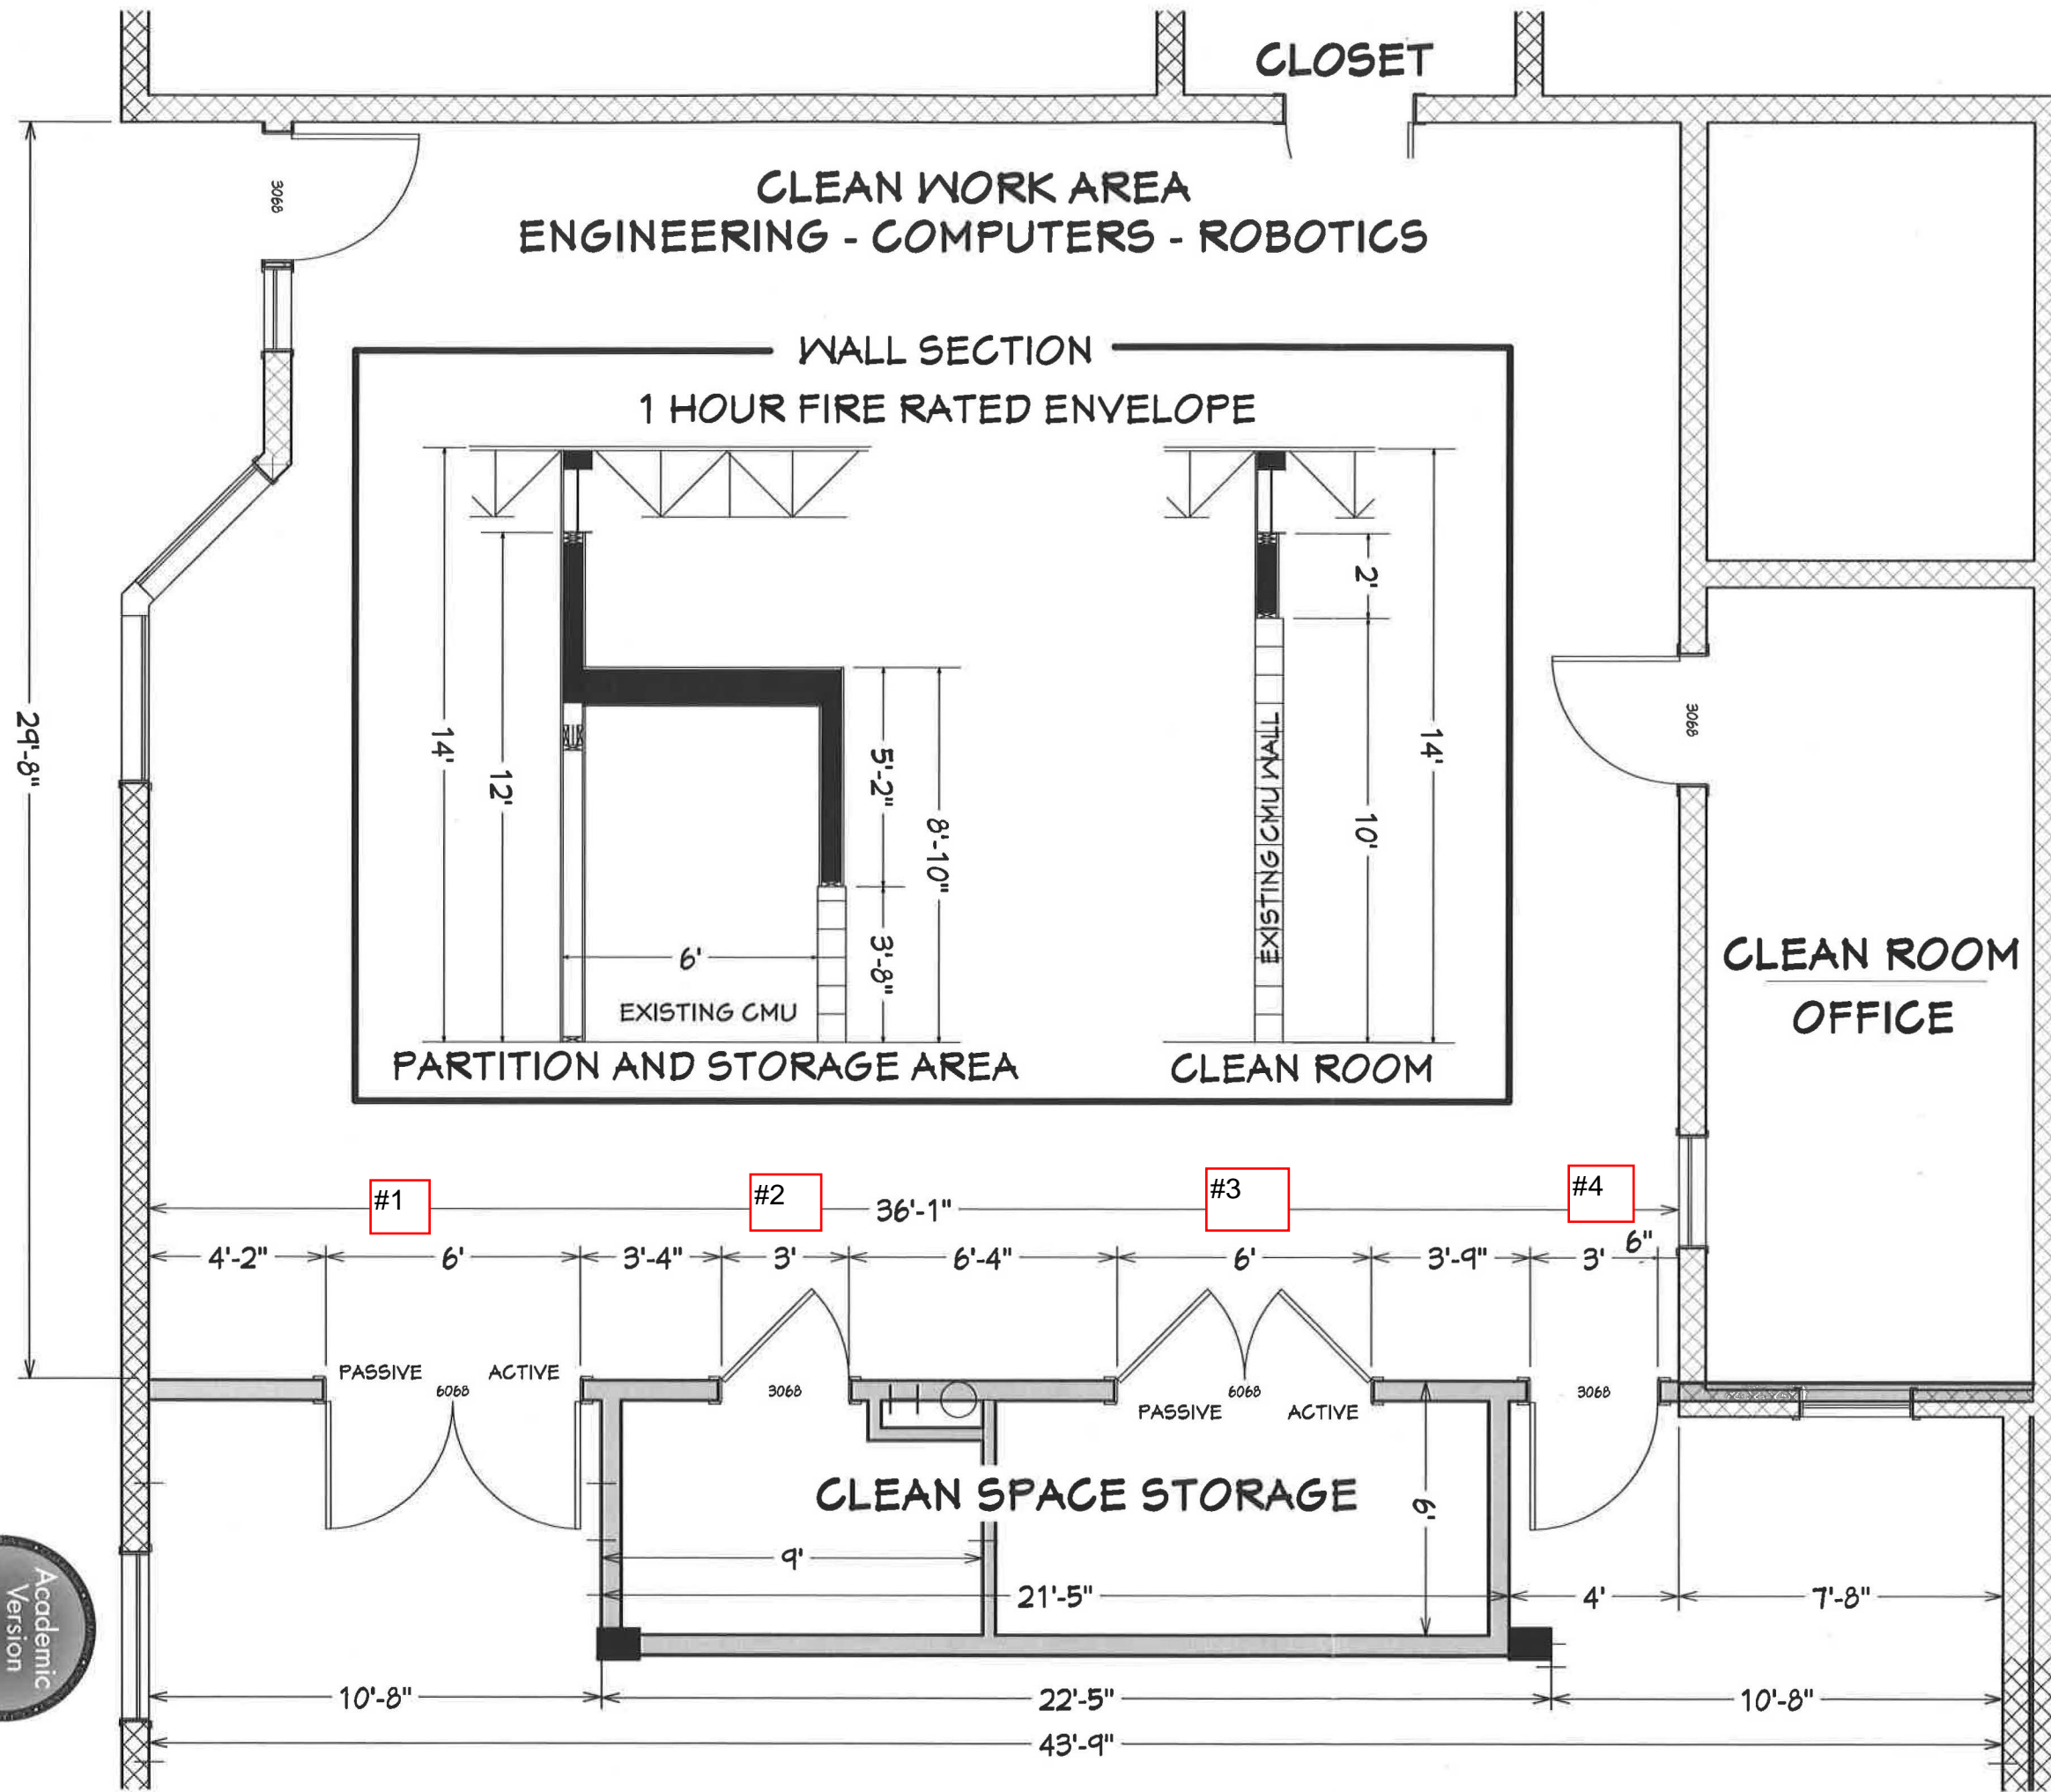 CLOSET
CLEAN WORK AREA
ENGINEERING - COMPUTERS - ROBOTICS
3068
WALL SECTION
1 HOUR FIRE RATED ENVELOPE
14'
12'
5'-2"
8'-10"
3'-8"
6'
EXISTING CMU
PARTITION AND STORAGE AREA
2'
10'
14'
EXISTING CMU WALL
CLEAN ROOM
29'-8"
3068
CLEAN ROOM
OFFICE
#1
#2
#3
#4
36'-1"
4'-2"
6'
3'-4"
3'
6'-4"
6'
3'-9"
3'
6"
PASSIVE
ACTIVE
6068
3068
6068
PASSIVE
ACTIVE
3068
CLEAN SPACE STORAGE
6'
9'
21'-5"
4'
7'-8"
10'-8"
22'-5"
10'-8"
43'-9"
Academic
Version